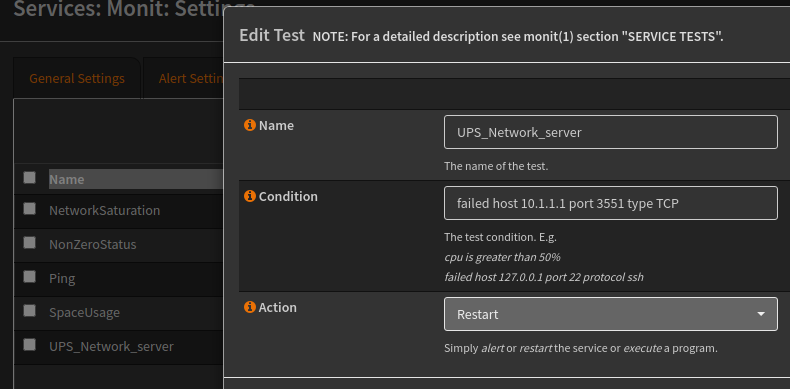 Services: Monit: Settings
Edit Test NOTE: For a detailed description see monit(1) section "SERVICE TESTS".
General Settings
Alert Settin
Name
UPS_Network_server
The name of the test.
Condition
failed host 10.1.1.1 port 3551 type TCP
The test condition. E.g.
cpu is greater than 50%
failed host 127.0.0.1 port 22 protocol ssh
Action
Restart
Simply alert or restart the service or execute a program.
Name
NetworkSaturation
NonZeroStatus
Ping
SpaceUsage
UPS_Network_server